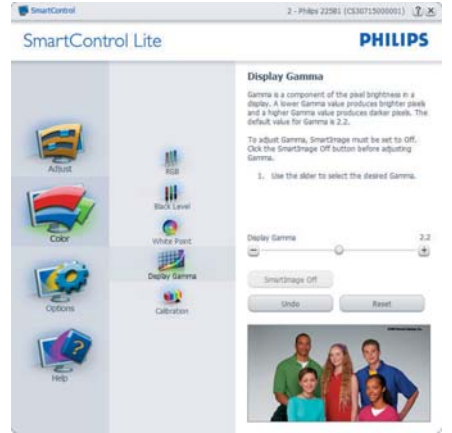 SmartControl
2 - Philips 225B1 (CS30715000001)
SmartControl Lite
PHILIPS
Adjust
Color
Options
Help
RGB
Black Level
White Point
Display Gamma
Calibration
Display Gamma
Gamma is a component of the pixel brightness in a
display. A lower Gamma value produces brighter pixels
and a higher Gamma value produces darker pixels. The
default value for Gamma is 2.2.
To adjust Gamma, SmartImage must be set to Off.
Click the SmartImage Off button before adjusting
Gamma.
1. Use the slider to select the desired Gamma.
Display Gamma 2.2
SmartImage Off
Undo Reset